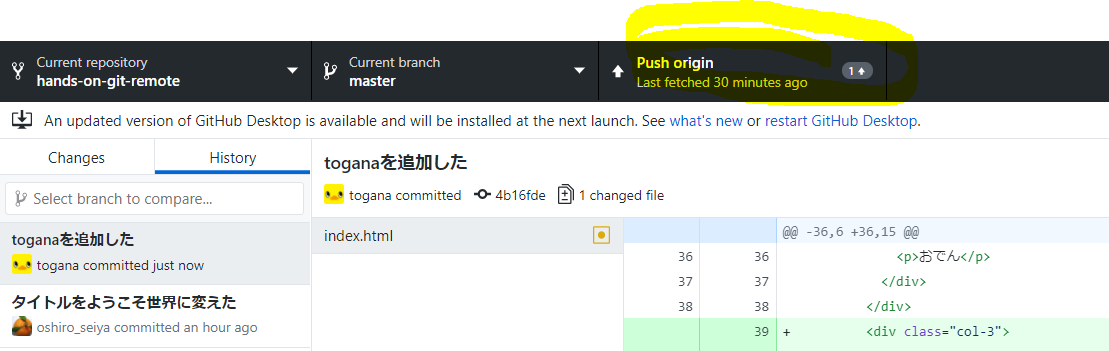 Current repository
hands-on-git-remote
Current branch
master
Push origin
Last fetched 30 minutes ago
1
An updated version of GitHub Desktop is available and will be installed at the next launch. See what's new or restart GitHub Desktop.
Changes
History
Select branch to compare...
toganaを追加した
togana committed just now
タイトルをようこそ世界に変えた
oshiro_seiya committed an hour ago
toganaを追加した
togana committed 4b16fde 1 changed file
index.html
@@ -36,6 +36,15 @@
36 36 <p>おでん</p>
37 37 </div>
38 38 </div>
39 + <div class="col-3">